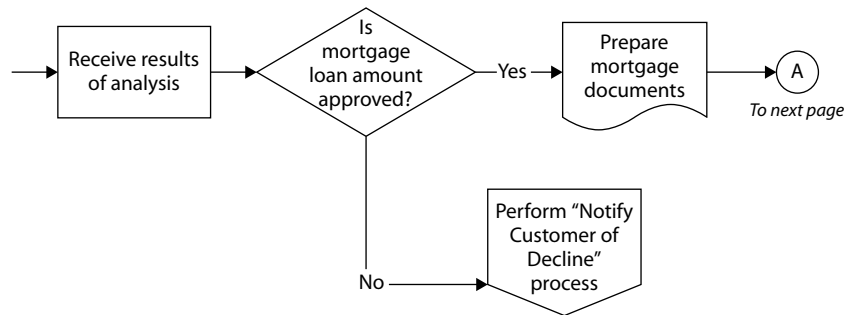 Receive results
of analysis
Is
mortgage
loan amount
approved?
Yes
Prepare
mortgage
documents
A
To next page
No
Perform “Notify
Customer of
Decline”
process